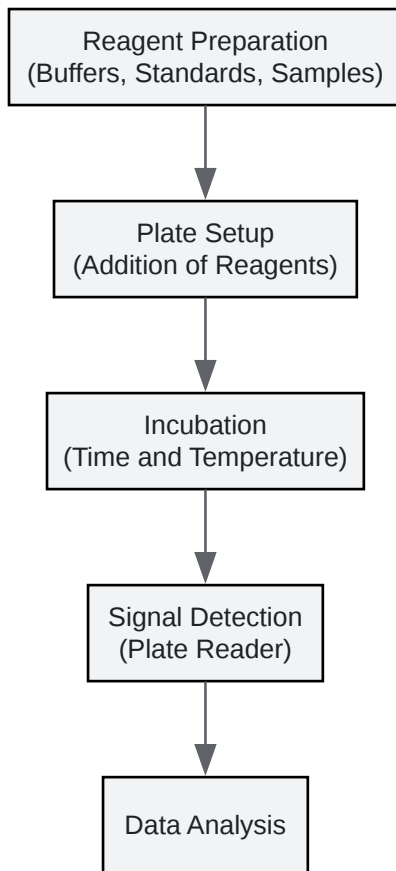 Reagent Preparation
(Buffers, Standards, Samples)
Plate Setup
(Addition of Reagents)
Incubation
(Time and Temperature)
Signal Detection
(Plate Reader)
Data Analysis